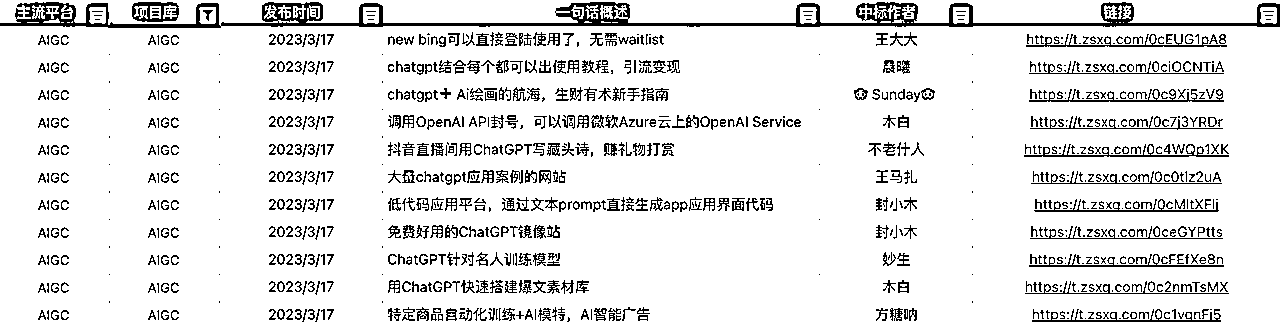 主流平台 项目库 发布时间 一句话概述 中标作者 链接
AIGC AIGC 2023/3/17 new bing可以直接登陆使用了，无需waitlist 王大大 https://t.zsxq.com/0cEUG1pA8
AIGC AIGC 2023/3/17 chatgpt结合每个都可以出使用教程，引流变现 晨曦 https://t.zsxq.com/0ciOCNTiA
AIGC AIGC 2023/3/17 chatgpt＋ Ai绘画的航海，生财有术新手指南 Sunday https://t.zsxq.com/0c9Xj5zV9
AIGC AIGC 2023/3/17 调用OpenAI API封号，可以调用微软Azure云上的OpenAI Service 木白 https://t.zsxq.com/0c7j3YRDr
AIGC AIGC 2023/3/17 抖音直播间用ChatGPT写藏头诗，赚礼物打赏 不老什人 https://t.zsxq.com/0c4WQp1XK
AIGC AIGC 2023/3/17 大量chatgpt应用案例的网站 王马扎 https://t.zsxq.com/0c0tlz2uA
AIGC AIGC 2023/3/17 低代码应用平台，通过文本prompt直接生成app应用界面代码 封小木 https://t.zsxq.com/0cMltXFlj
AIGC AIGC 2023/3/17 免费好用的ChatGPT镜像站 封小木 https://t.zsxq.com/0ceGYPtts
AIGC AIGC 2023/3/17 ChatGPT针对名人训练模型 妙生 https://t.zsxq.com/0cFEfXe8n
AIGC AIGC 2023/3/17 用ChatGPT快速搭建爆文素材库 木白 https://t.zsxq.com/0c2nmTsMX
AIGC AIGC 2023/3/17 特定商品自动化训练+AI模特，AI智能广告 方糖呐 https://t.zsxq.com/0c1vqnFj5